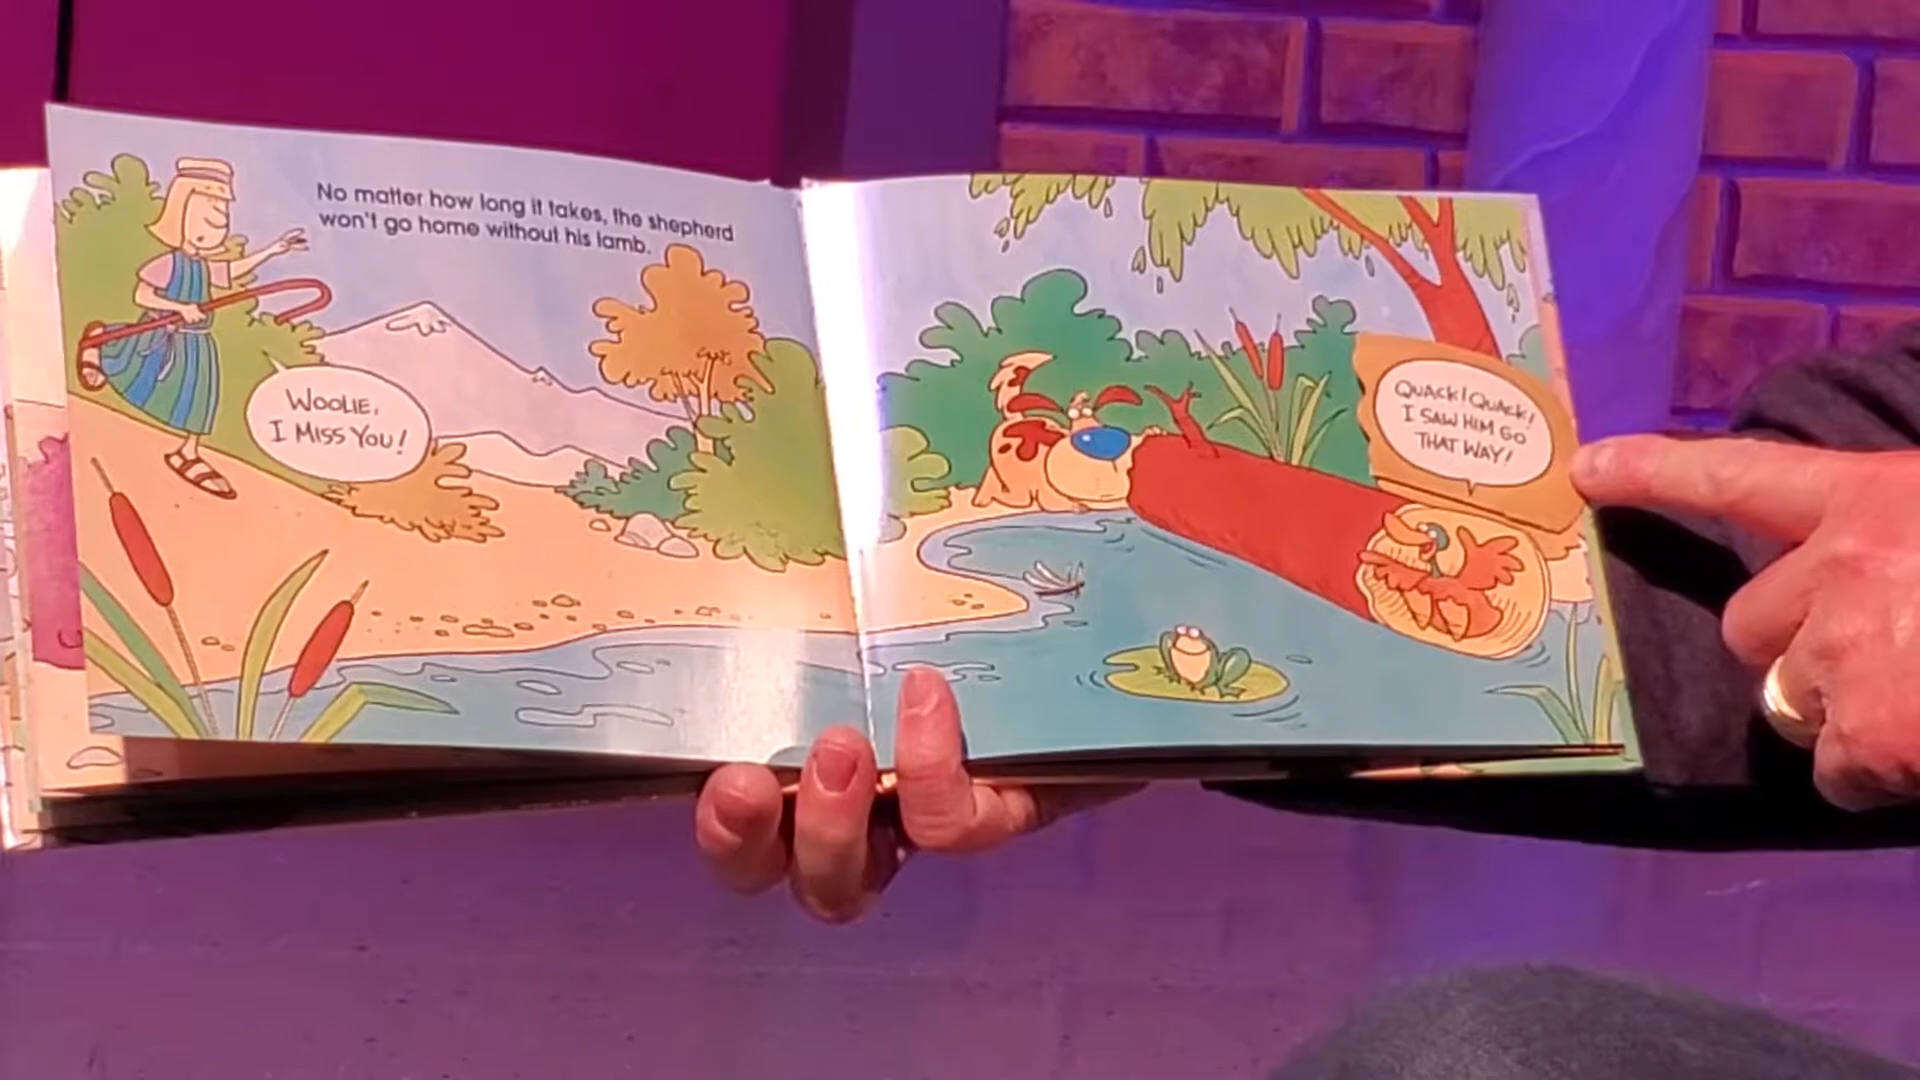 No matter how long it takes, the shepherd
won't go home without his lamb.
WOOLIE,
I MISS YOU!
QUACK! QUACK!
I SAW HIM GO
THAT WAY!